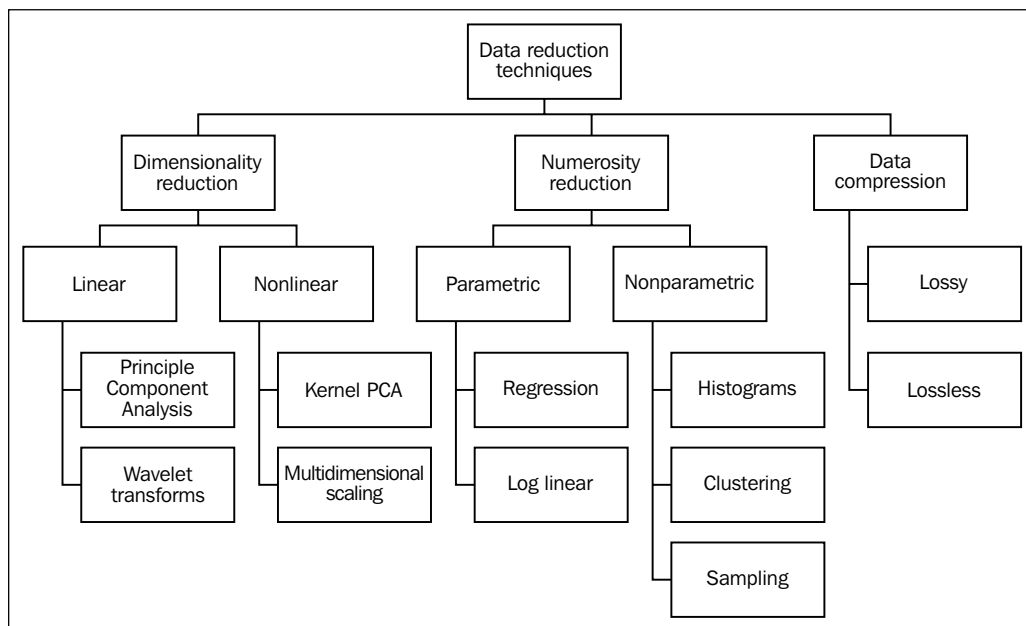 Data reduction
techniques
Dimensionality
reduction
Numerosity
reduction
Data
compression
Linear
Nonlinear
Parametric
Nonparametric
Lossy
Principle
Component
Analysis
Kernel PCA
Regression
Histograms
Lossless
Wavelet
transforms
Multidimensional
scaling
Log linear
Clustering
Sampling